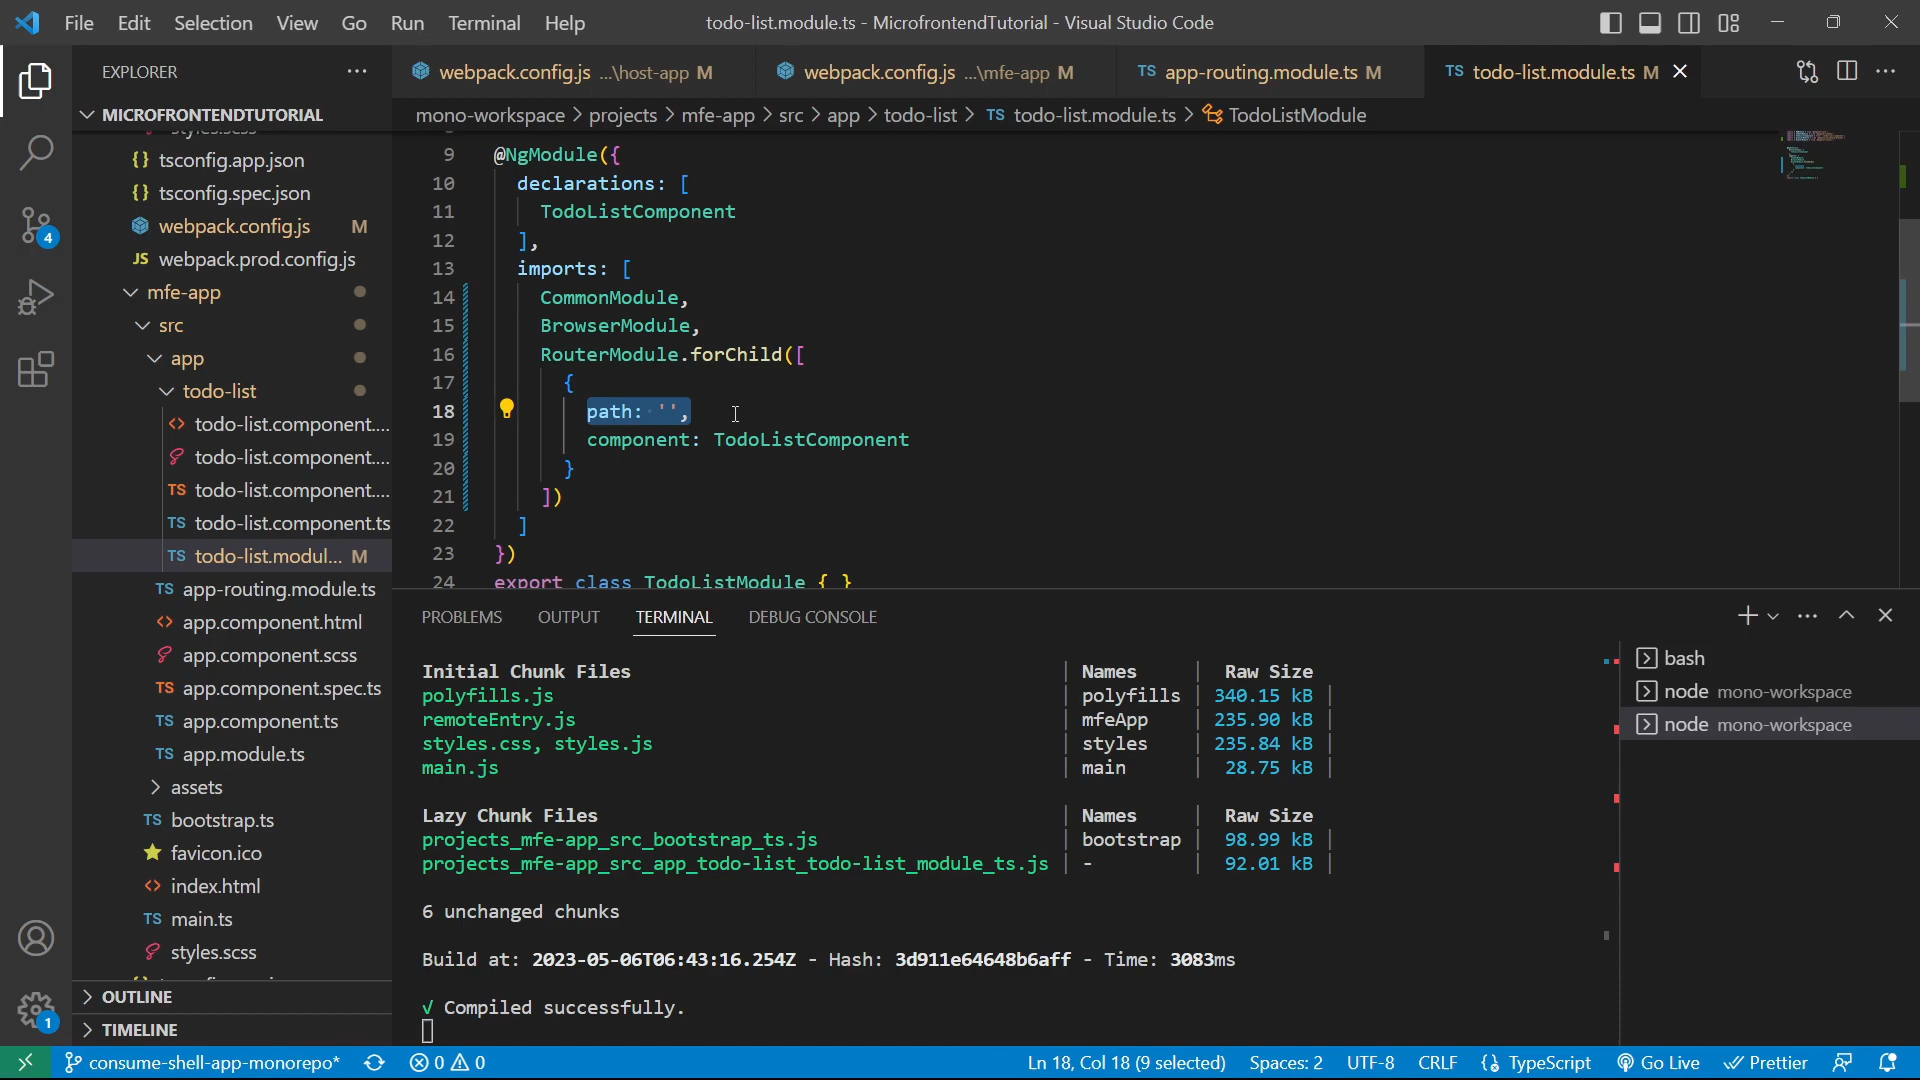 File Edit Selection View Go Run Terminal Help
todo-list.module.ts - MicrofrontendTutorial - Visual Studio Code
EXPLORER
MICROFRONTENDTUTORIAL
styles.scss
{} tsconfig.app.json
{} tsconfig.spec.json
webpack.config.js M
JS webpack.prod.config.js
mfe-app
src
app
todo-list
<> todo-list.component....
todo-list.component....
TS todo-list.component....
TS todo-list.component.ts
TS todo-list.modul... M
TS app-routing.module.ts
<> app.component.html
app.component.scss
TS app.component.spec.ts
TS app.component.ts
TS app.module.ts
assets
TS bootstrap.ts
favicon.ico
<> index.html
TS main.ts
styles.scss
OUTLINE
TIMELINE
4
1
webpack.config.js ...\host-app M
webpack.config.js ...\mfe-app M
TS app-routing.module.ts M
TS todo-list.module.ts M
mono-workspace > projects > mfe-app > src > app > todo-list > TS todo-list.module.ts > TodoListModule
9 @NgModule({
10 declarations: [
11 TodoListComponent
12 ],
13 imports: [
14 CommonModule,
15 BrowserModule,
16 RouterModule.forChild([
17 {
18 path: '',
19 component: TodoListComponent
20 }
21 ])
22 ]
23 })
24 export class TodoListModule { }
PROBLEMS OUTPUT TERMINAL DEBUG CONSOLE
Initial Chunk Files | Names | Raw Size
polyfills.js | polyfills | 340.15 kB |
remoteEntry.js | mfeApp | 235.90 kB |
styles.css, styles.js | styles | 235.84 kB |
main.js | main | 28.75 kB |
Lazy Chunk Files | Names | Raw Size
projects_mfe-app_src_bootstrap_ts.js | bootstrap | 98.99 kB |
projects_mfe-app_src_app_todo-list_todo-list_module_ts.js | - | 92.01 kB |
6 unchanged chunks
Build at: 2023-05-06T06:43:16.254Z - Hash: 3d911e64648b6aff - Time: 3083ms
√ Compiled successfully.
bash
node mono-workspace
node mono-workspace
consume-shell-app-monorepo* 0 0
Ln 18, Col 18 (9 selected) Spaces: 2 UTF-8 CRLF {} TypeScript Go Live Prettier